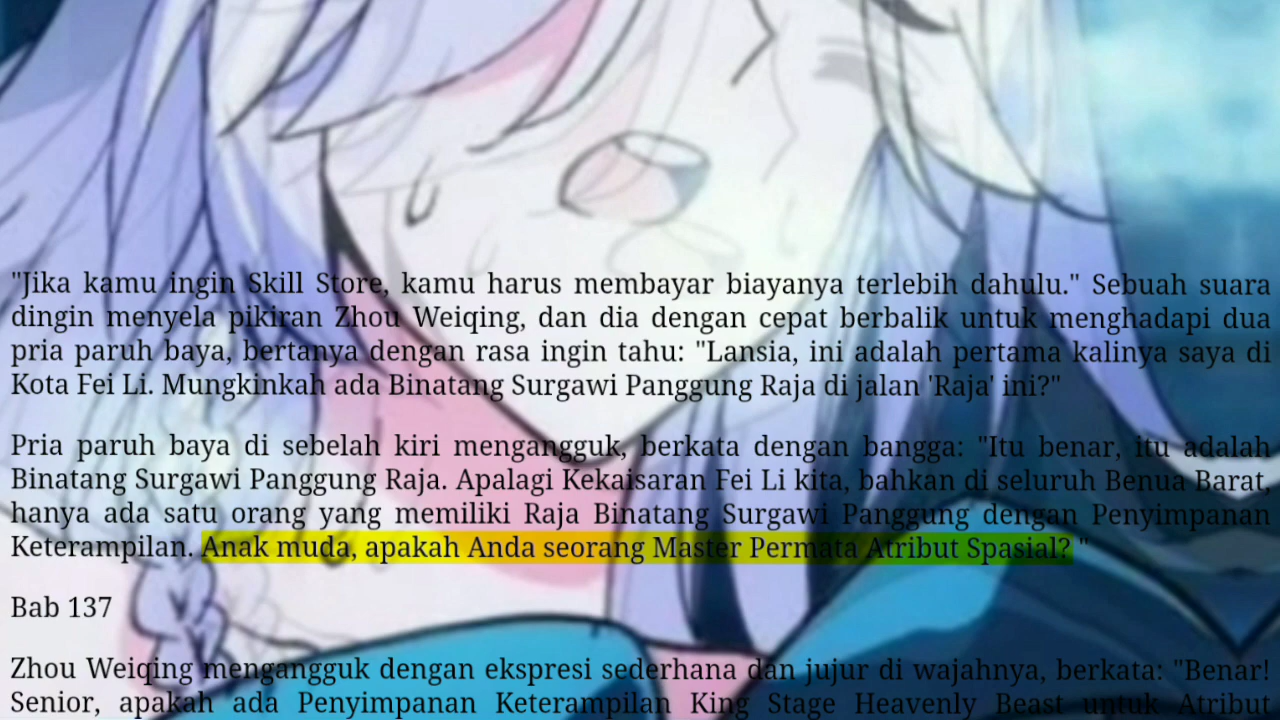 "Jika kamu ingin Skill Store, kamu harus membayar biayanya terlebih dahulu." Sebuah suara
dingin menyela pikiran Zhou Weiqing, dan dia dengan cepat berbalik untuk menghadapi dua
pria paruh baya, bertanya dengan rasa ingin tahu: "Lansia, ini adalah pertama kalinya saya di
Kota Fei Li. Mungkinkah ada Binatang Surgawi Panggung Raja di jalan 'Raja' ini?"
Pria paruh baya di sebelah kiri mengangguk, berkata dengan bangga: "Itu benar, itu adalah
Binatang Surgawi Panggung Raja. Apalagi Kekaisaran Fei Li kita, bahkan di seluruh Benua Barat,
hanya ada satu orang yang memiliki Raja Binatang Surgawi Panggung dengan Penyimpanan
Keterampilan. Anak muda, apakah Anda seorang Master Permata Atribut Spasial? "
Bab 137
Zhou Weiqing mengangguk dengan ekspresi sederhana dan jujur di wajahnya, berkata: "Benar!
Senior, apakah ada Penyimpanan Keterampilan King Stage Heavenly Beast untuk Atribut